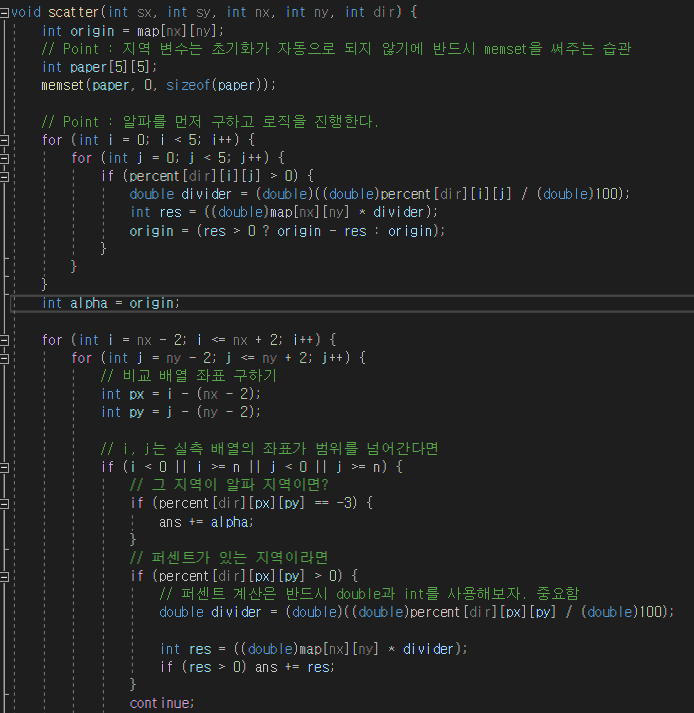 void scatter(int sx, int sy, int nx, int ny, int dir) {
int origin = map[nx][ny];
// Point : 지역 변수는 초기화가 자동으로 되지 않기에 반드시 memset을 써주는 습관
int paper[5][5];
memset(paper, 0, sizeof(paper));
// Point : 알파를 먼저 구하고 로직을 진행한다.
for (int i = 0; i < 5; i++) {
for (int j = 0; j < 5; j++) {
if (percent[dir][i][j] > 0) {
double divider = (double)((double)percent[dir][i][j] / (double)100);
int res = ((double)map[nx][ny] * divider);
origin = (res > 0 ? origin - res : origin);
}
}
}
int alpha = origin;
for (int i = nx - 2; i <= nx + 2; i++) {
for (int j = ny - 2; j <= ny + 2; j++) {
// 비교 배열 좌표 구하기
int px = i - (nx - 2);
int py = j - (ny - 2);
// i, j는 실측 배열의 좌표가 범위를 넘어간다면
if (i < 0 || i >= n || j < 0 || j >= n) {
// 그 지역이 알파 지역이면?
if (percent[dir][px][py] == -3) {
ans += alpha;
}
// 퍼센트가 있는 지역이라면
if (percent[dir][px][py] > 0) {
// 퍼센트 계산은 반드시 double과 int를 사용해보자. 중요함
double divider = (double)((double)percent[dir][px][py] / (double)100);
int res = ((double)map[nx][ny] * divider);
if (res > 0) ans += res;
}
continue;